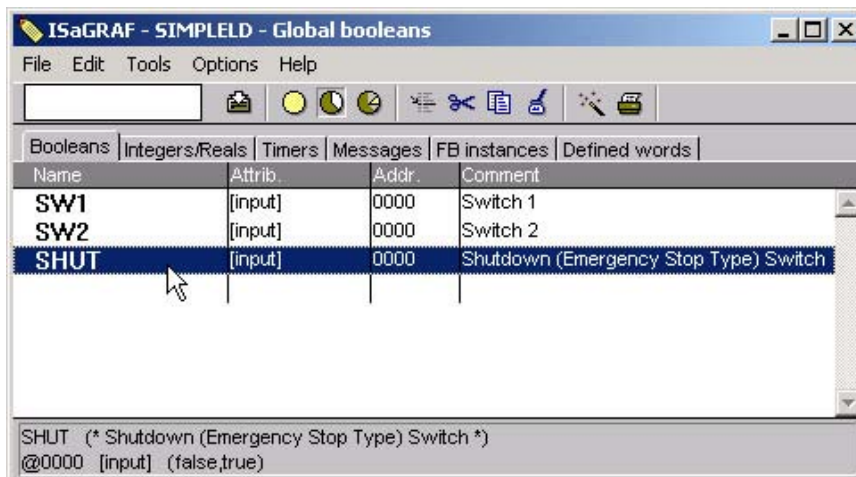 ISaGRAF - SIMPLELD - Global booleans
File Edit Tools Options Help
Booleans Integers/Reals Timers Messages FB instances Defined words
Name Attrib. Addr. Comment
SW1 [input] 0000 Switch 1
SW2 [input] 0000 Switch 2
SHUT [input] 0000 Shutdown (Emergency Stop Type) Switch
SHUT (* Shutdown (Emergency Stop Type) Switch *)
@0000 [input] (false,true)